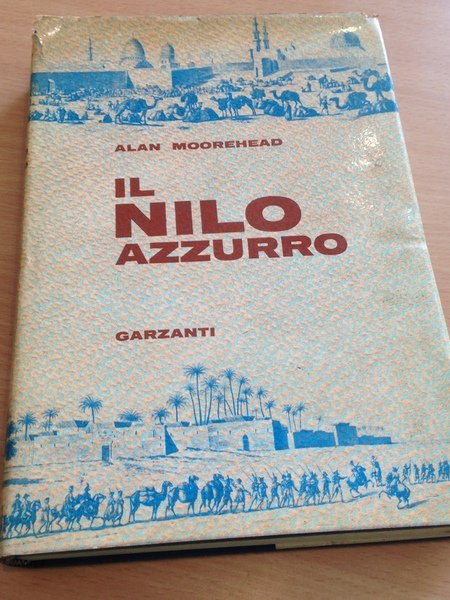 ALAN MOOREHEAD
IL
NILO
AZZURRO
GARZANTI